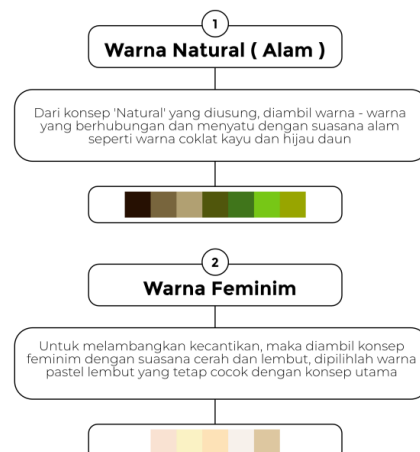 1
Warna Natural ( Alam )
Dari konsep 'Natural' yang diusung, diambil warna - warna
yang berhubungan dan menyatu dengan suasana alam
seperti warna coklat kayu dan hijau daun
2
Warna Feminim
Untuk melambangkan kecantikan, maka diambil konsep
feminim dengan suasana cerah dan lembut, dipilihlah warna
pastel lembut yang tetap cocok dengan konsep utama